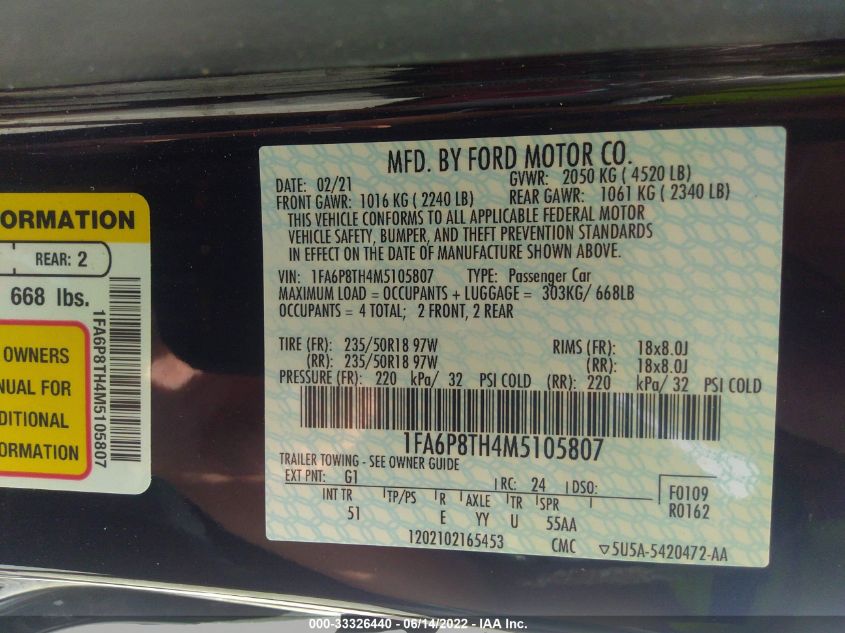 ORMATION
REAR: 2
668 lbs.
OWNERS
NUAL FOR
DITIONAL
ORMATION
1FA6P8TH4M5105807
MFD. BY FORD MOTOR CO.
DATE: 02/21 GVWR: 2050 KG ( 4520 LB)
FRONT GAWR: 1016 KG ( 2240 LB) REAR GAWR: 1061 KG ( 2340 LB)
THIS VEHICLE CONFORMS TO ALL APPLICABLE FEDERAL MOTOR
VEHICLE SAFETY, BUMPER, AND THEFT PREVENTION STANDARDS
IN EFFECT ON THE DATE OF MANUFACTURE SHOWN ABOVE.
VIN: 1FA6P8TH4M5105807 TYPE: Passenger Car
MAXIMUM LOAD = OCCUPANTS + LUGGAGE = 303KG/ 668LB
OCCUPANTS = 4 TOTAL; 2 FRONT, 2 REAR
TIRE (FR): 235/50R18 97W RIMS (FR): 18x8.0J
(RR): 235/50R18 97W (RR): 18x8.0J
PRESSURE (FR): 220 kPa/ 32 PSI COLD (RR): 220 kPa/ 32 PSI COLD
1FA6P8TH4M5105807
TRAILER TOWING - SEE OWNER GUIDE
EXT PNT: G1 RC: 24 DSO: F0109
INT TR TP/PS R AXLE TR SPR R0162
51 E YY U 55AA
1202102165453 CMC ▽5U5A-5420472-AA
000-33326440 - 06/14/2022 - IAA Inc.